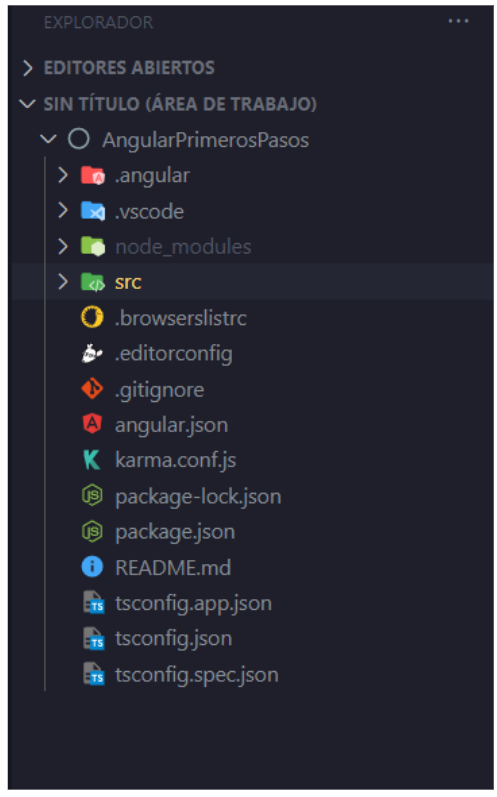 EXPLORADOR
EDITORES ABIERTOS
SIN TÍTULO (ÁREA DE TRABAJO)
AngularPrimerosPasos
.angular
.vscode
node_modules
src
.browserslistrc
.editorconfig
.gitignore
angular.json
karma.conf.js
package-lock.json
package.json
README.md
tsconfig.app.json
tsconfig.json
tsconfig.spec.json